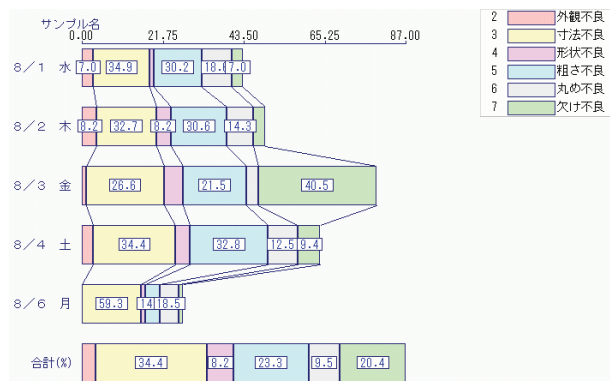 サンプル名
0.00 21.75 43.50 65.25 87.00
8/1 水 7.0 34.9 30.2 18.6 7.0
8/2 木 8.2 32.7 8.2 30.6 14.3
8/3 金 26.6 21.5 40.5
8/4 土 34.4 32.8 12.5 9.4
8/6 月 59.3 14 18.5
合計(%) 34.4 8.2 23.3 9.5 20.4
2 外観不良
3 寸法不良
4 形状不良
5 粗さ不良
6 丸め不良
7 欠け不良